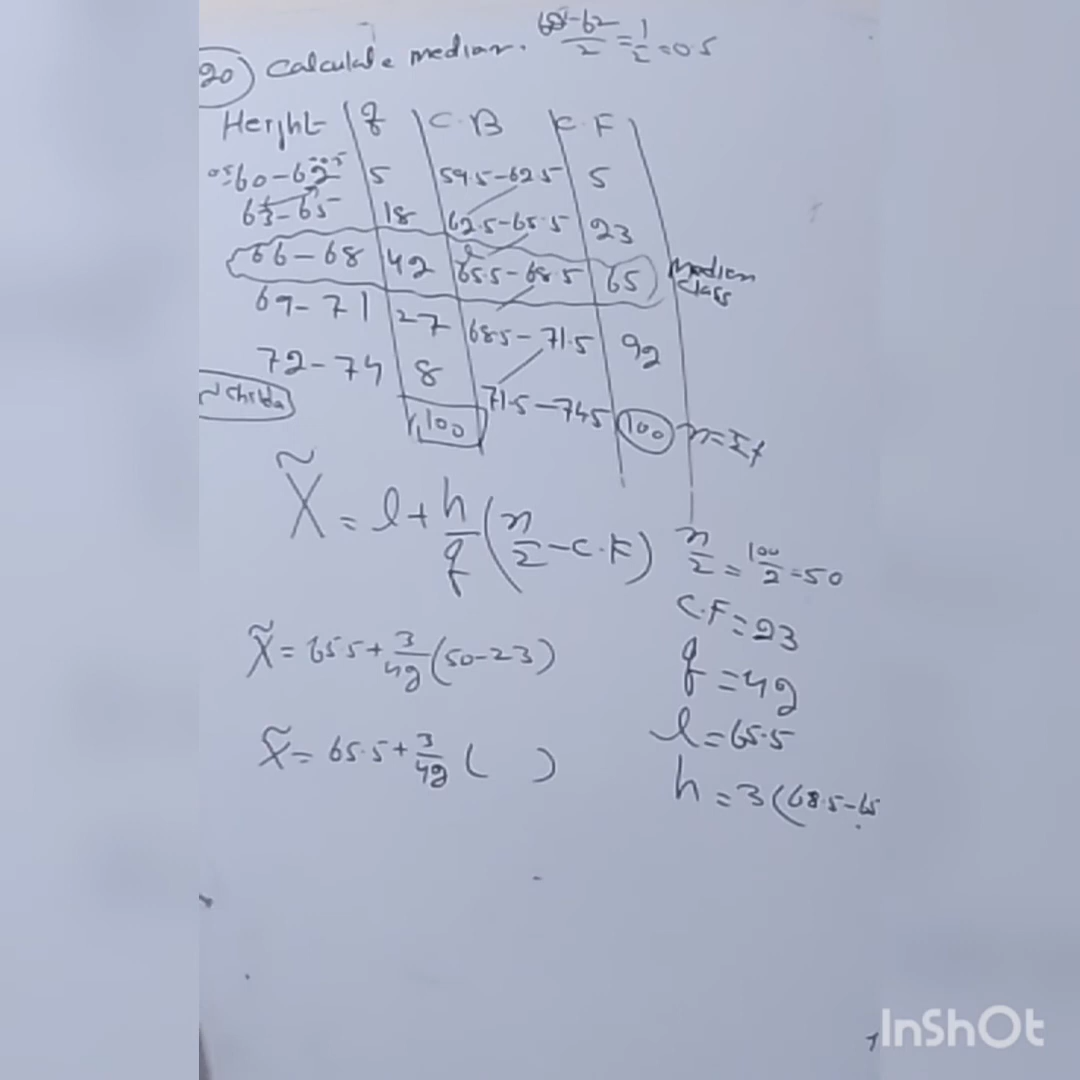 20) Calculate median. 63-62/2 = 1/2 = 0.5
Height f C.B C.F
0.5- 60-62 +0.5 5 59.5-62.5 5
63-65 18 62.5-65.5 23
66-68 42 l 65.5-68.5 65 Median class
69-71 27 68.5-71.5 92
72-74 8 71.5-74.5 100 n=Σf
100
X̃ = l + h/f (n/2 - C.F)
n/2 = 100/2 = 50
C.F = 23
X̃ = 65.5 + 3/42 (50-23)
f = 42
l = 65.5
X̃ = 65.5 + 3/42 ( )
h = 3 (68.5-65
InShOt